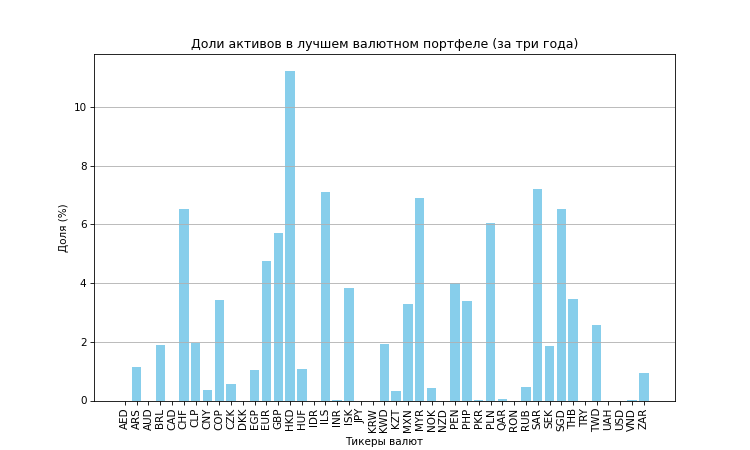 Доли активов в лучшем валютном портфеле (за три года)
Доля (%)
10
8
6
4
2
0
AED ARS AUD BRL CAD CHF CLP CNY COP CZK DKK EGP EUR GBP HKD HUF IDR ILS INR ISK JPY KRW KWD KZT MXN MYR NOK NZD PEN PHP PKR PLN QAR RON RUB SAR SEK SGD THB TRY TWD UAH USD VND ZAR
Тикеры валют